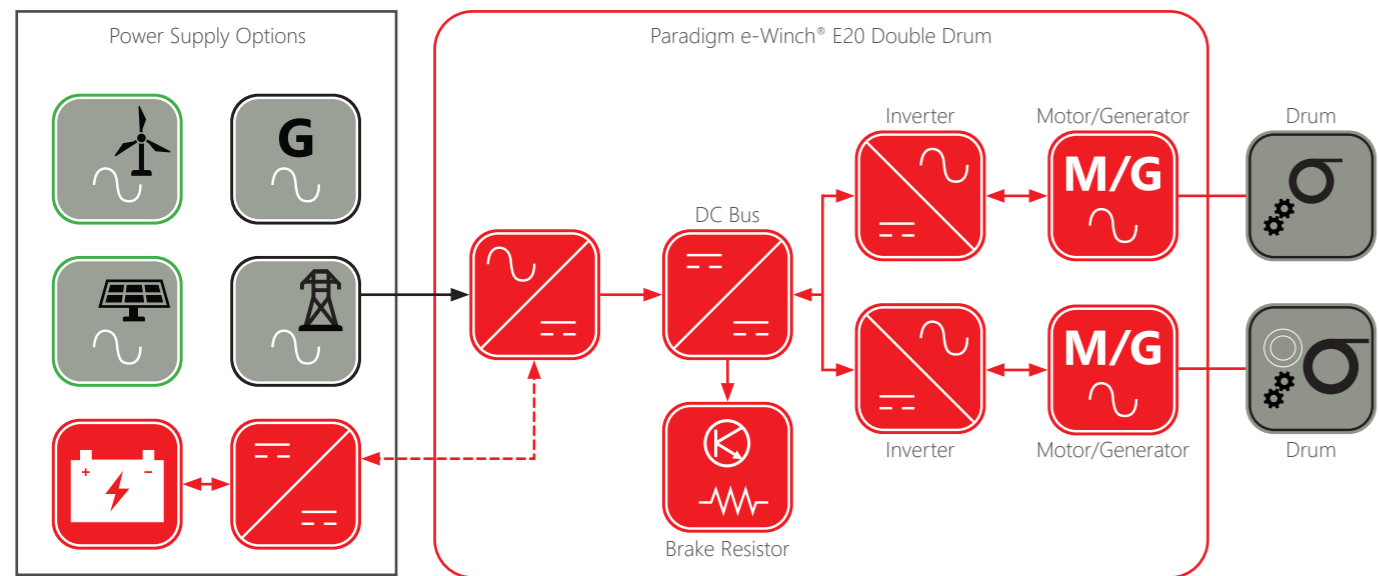 Power Supply Options
Paradigm e-Winch® E20 Double Drum
Inverter
Motor/Generator
Drum
G
M/G
DC Bus
M/G
+
−
Inverter
Motor/Generator
Drum
Brake Resistor